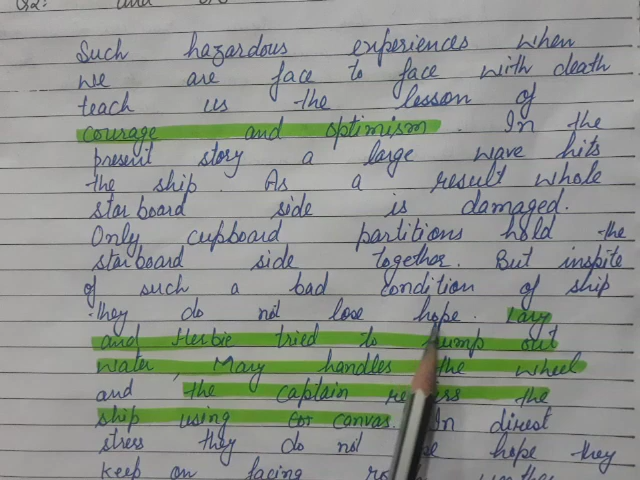 Q2: and
Such hazardous experiences when
we are face to face with death
teach us the lesson of
courage and optimism. In the
present story a large wave hits
the ship. As a result whole
starboard side is damaged.
Only cupboard partitions hold the
starboard side together. But inspite
of such a bad condition of ship
they do not lose hope. Lary
and Herbie tried to pump out
water, Mary handles the wheel
and the captain the
ship using canvas. In direst
stress they do not hope they
keep on facing